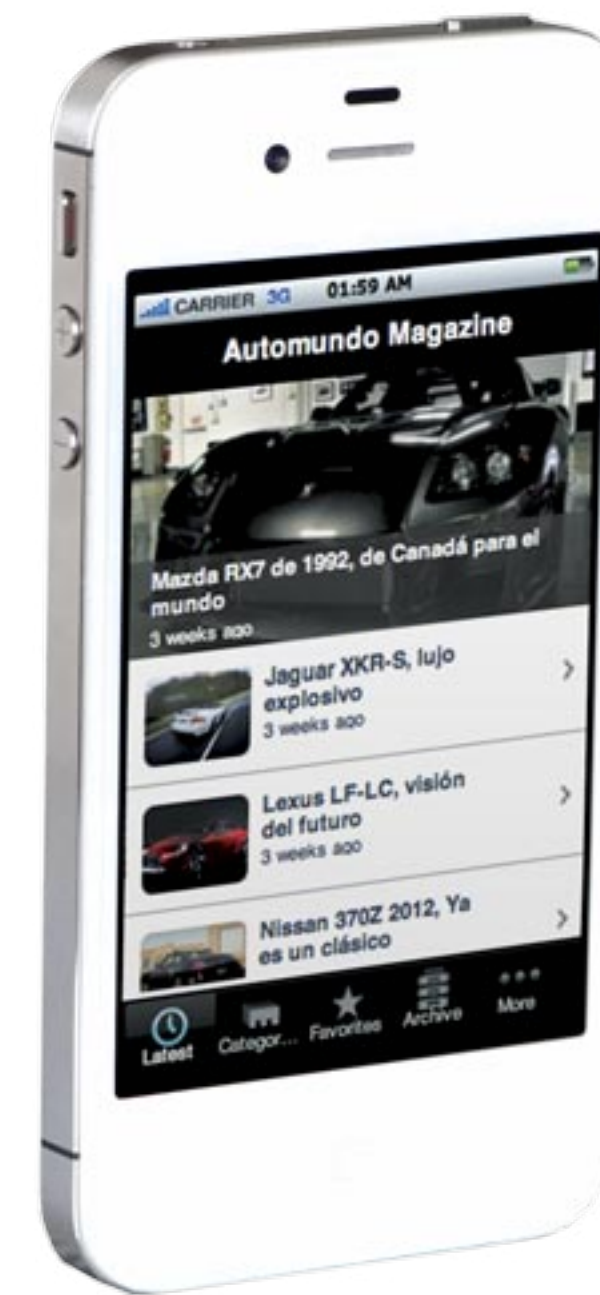 CARRIER 3G 01:59 AM
Automundo Magazine
Mazda RX7 de 1992, de Canadá para el
mundo
3 weeks ago
Jaguar XKR-S, lujo
explosivo
3 weeks ago
Lexus LF-LC, visión
del futuro
3 weeks ago
Nissan 370Z 2012, Ya
es un clásico
Latest Categor... Favorites Archive More